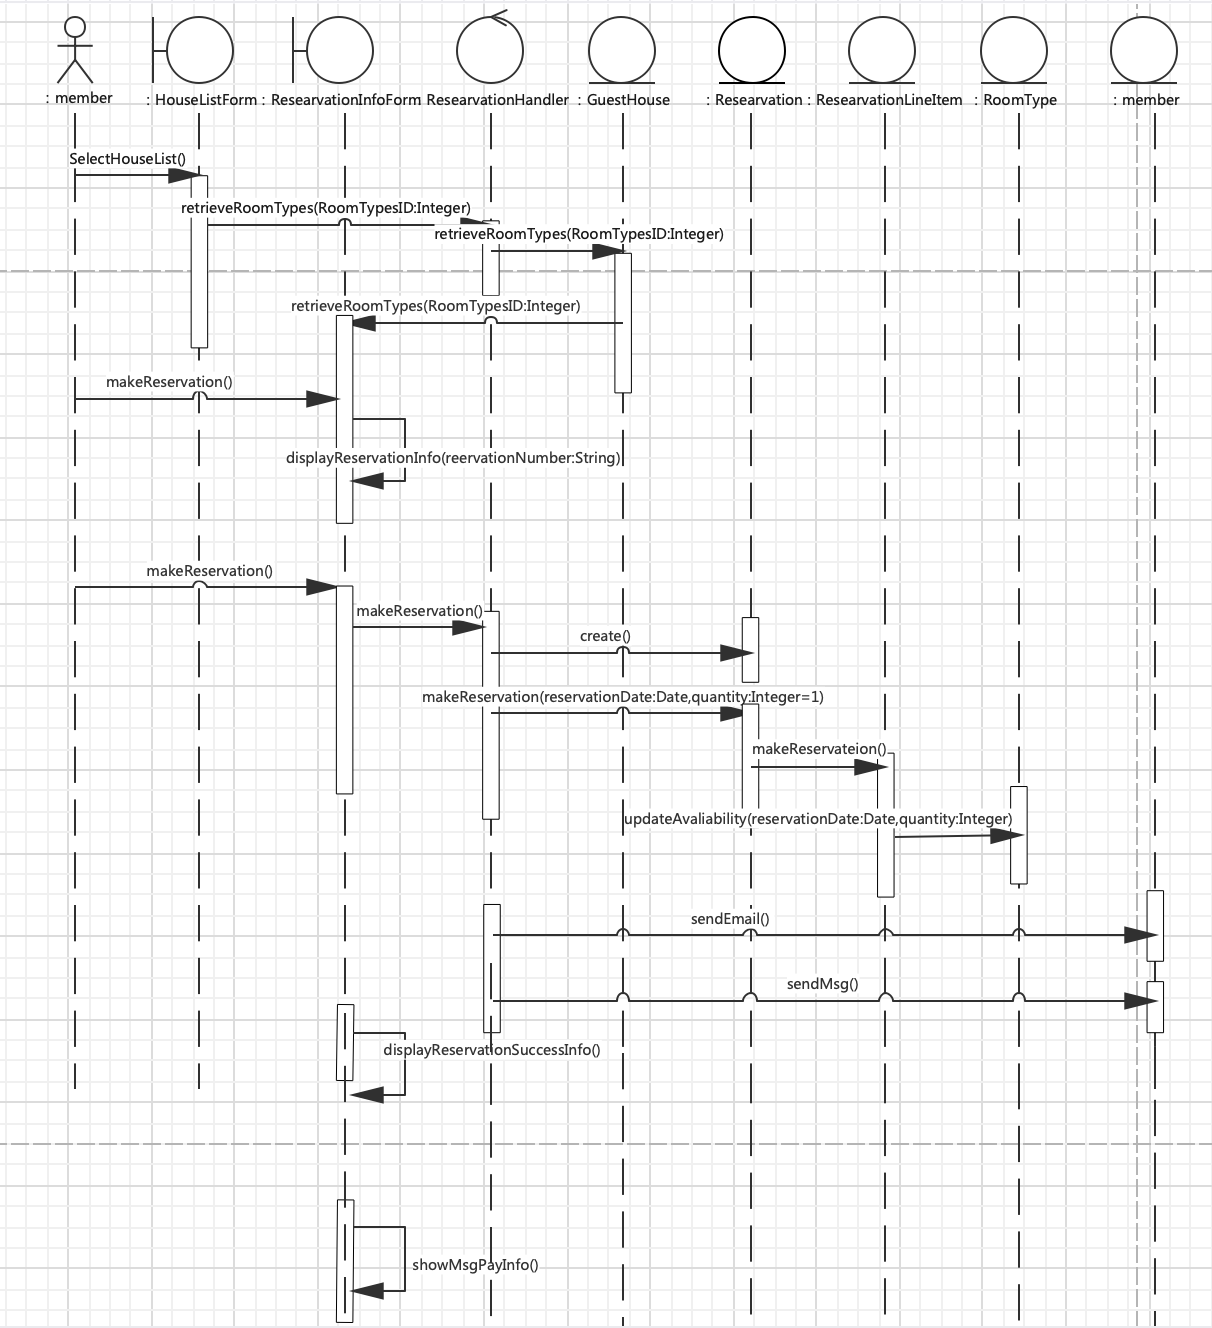 : member
: HouseListForm
: ResearvationInfoForm
ResearvationHandler
: GuestHouse
: Researvation
: ResearvationLineItem
: RoomType
: member
SelectHouseList()
retrieveRoomTypes(RoomTypesID:Integer)
retrieveRoomTypes(RoomTypesID:Integer)
retrieveRoomTypes(RoomTypesID:Integer)
makeReservation()
displayReservationInfo(reervationNumber:String)
makeReservation()
makeReservation()
create()
makeReservation(reservationDate:Date,quantity:Integer=1)
makeReservateion()
updateAvaliability(reservationDate:Date,quantity:Integer)
sendEmail()
sendMsg()
displayReservationSuccessInfo()
showMsgPayInfo()